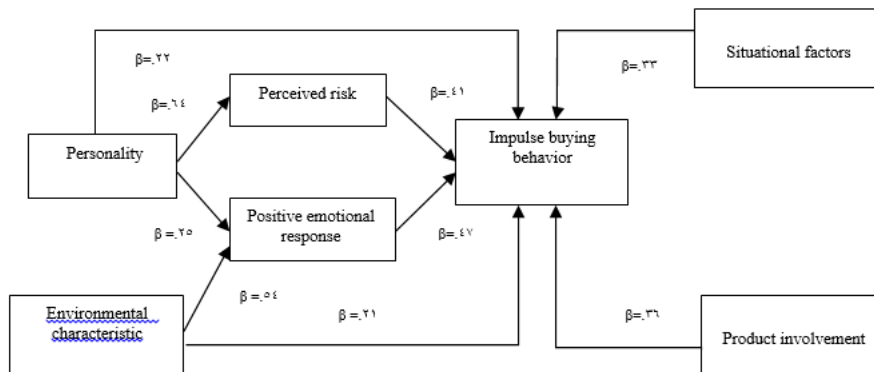 Situational factors
β=.٢٢
β=.٣٣
Perceived risk
β=.٦٤
β=.٤١
Impulse buying
behavior
Personality
Positive emotional
response
β =.٢٥
β =.٤٧
β =.٥٤
Environmental
characteristic
β =.٢١
β=.٣٦
Product involvement